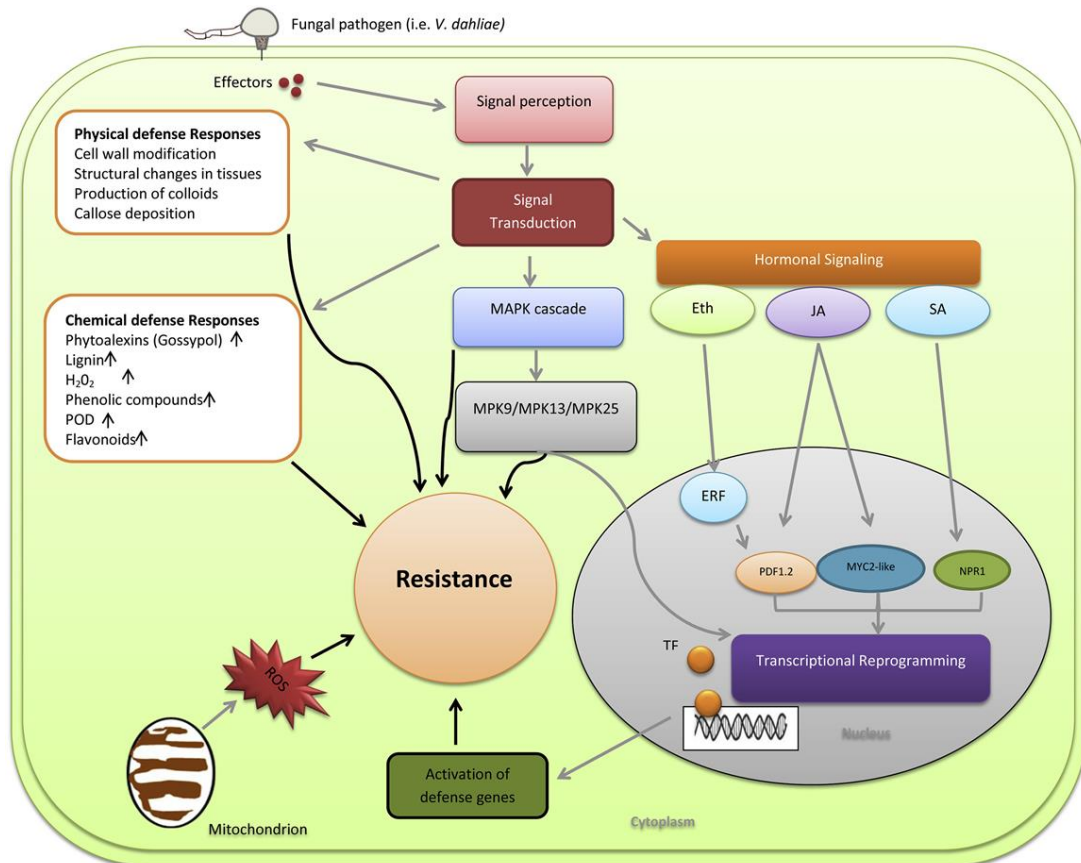 Fungal pathogen (i.e. V. dahliae)
Effectors
Signal perception
Physical defense Responses
Cell wall modification
Structural changes in tissues
Production of colloids
Callose deposition
Signal
Transduction
Hormonal Signaling
Eth
JA
SA
MAPK cascade
Chemical defense Responses
Phytoalexins (Gossypol) ↑
Lignin↑
H₂0₂ ↑
Phenolic compounds↑
POD ↑
Flavonoids↑
MPK9/MPK13/MPK25
ERF
PDF1.2
MYC2-like
NPR1
Resistance
TF
Transcriptional Reprogramming
ROS
Nucleus
Activation of
defense genes
Mitochondrion
Cytoplasm